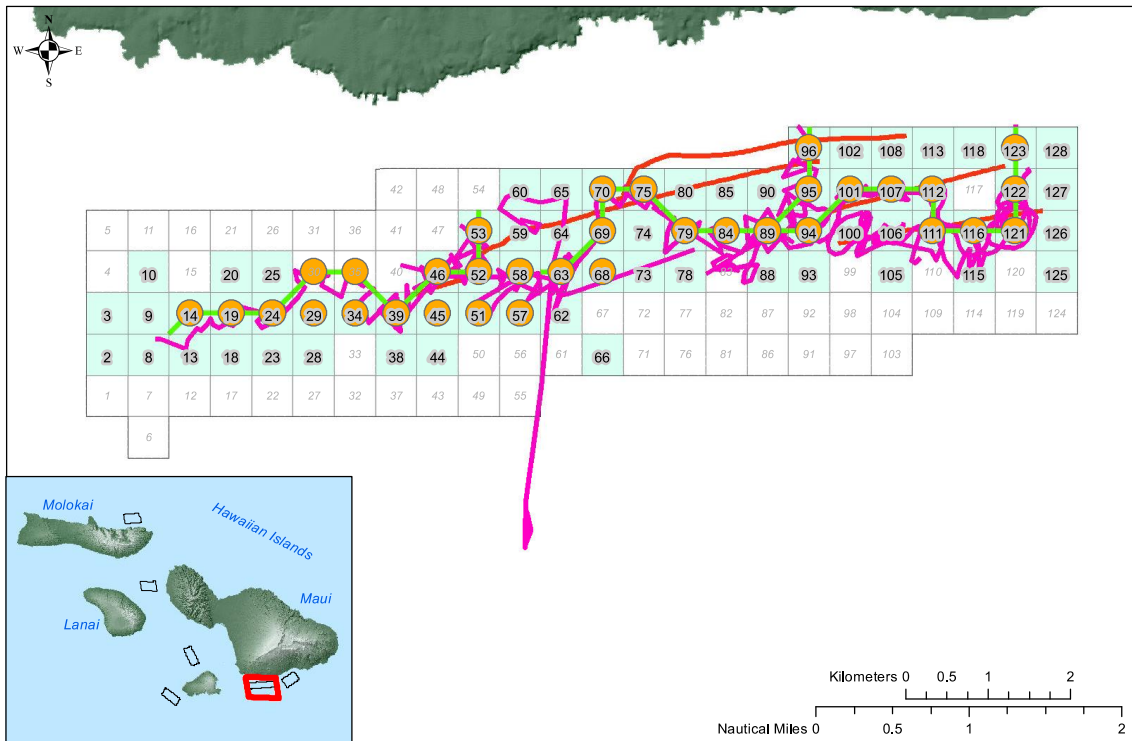 N
W E
S
96 102 108 113 118 123 128
42 48 54 60 65 70 75 80 85 90 95 101 107 112 117 122 127
5 11 16 21 26 31 36 41 47 53 59 64 69 74 79 84 89 94 100 106 111 116 121 126
4 10 15 20 25 40 46 52 58 63 68 73 78 83 88 93 99 105 110 115 120 125
3 9 14 19 24 29 34 39 45 51 57 62 67 72 77 82 87 92 98 104 109 114 119 124
2 8 13 18 23 28 33 38 44 50 56 61 66 71 76 81 86 91 97 103
1 7 12 17 22 27 32 37 43 49 55
6
Molokai
Hawaiian Islands
Lanai
Maui
Kilometers 0 0.5 1 2
Nautical Miles 0 0.5 1 2